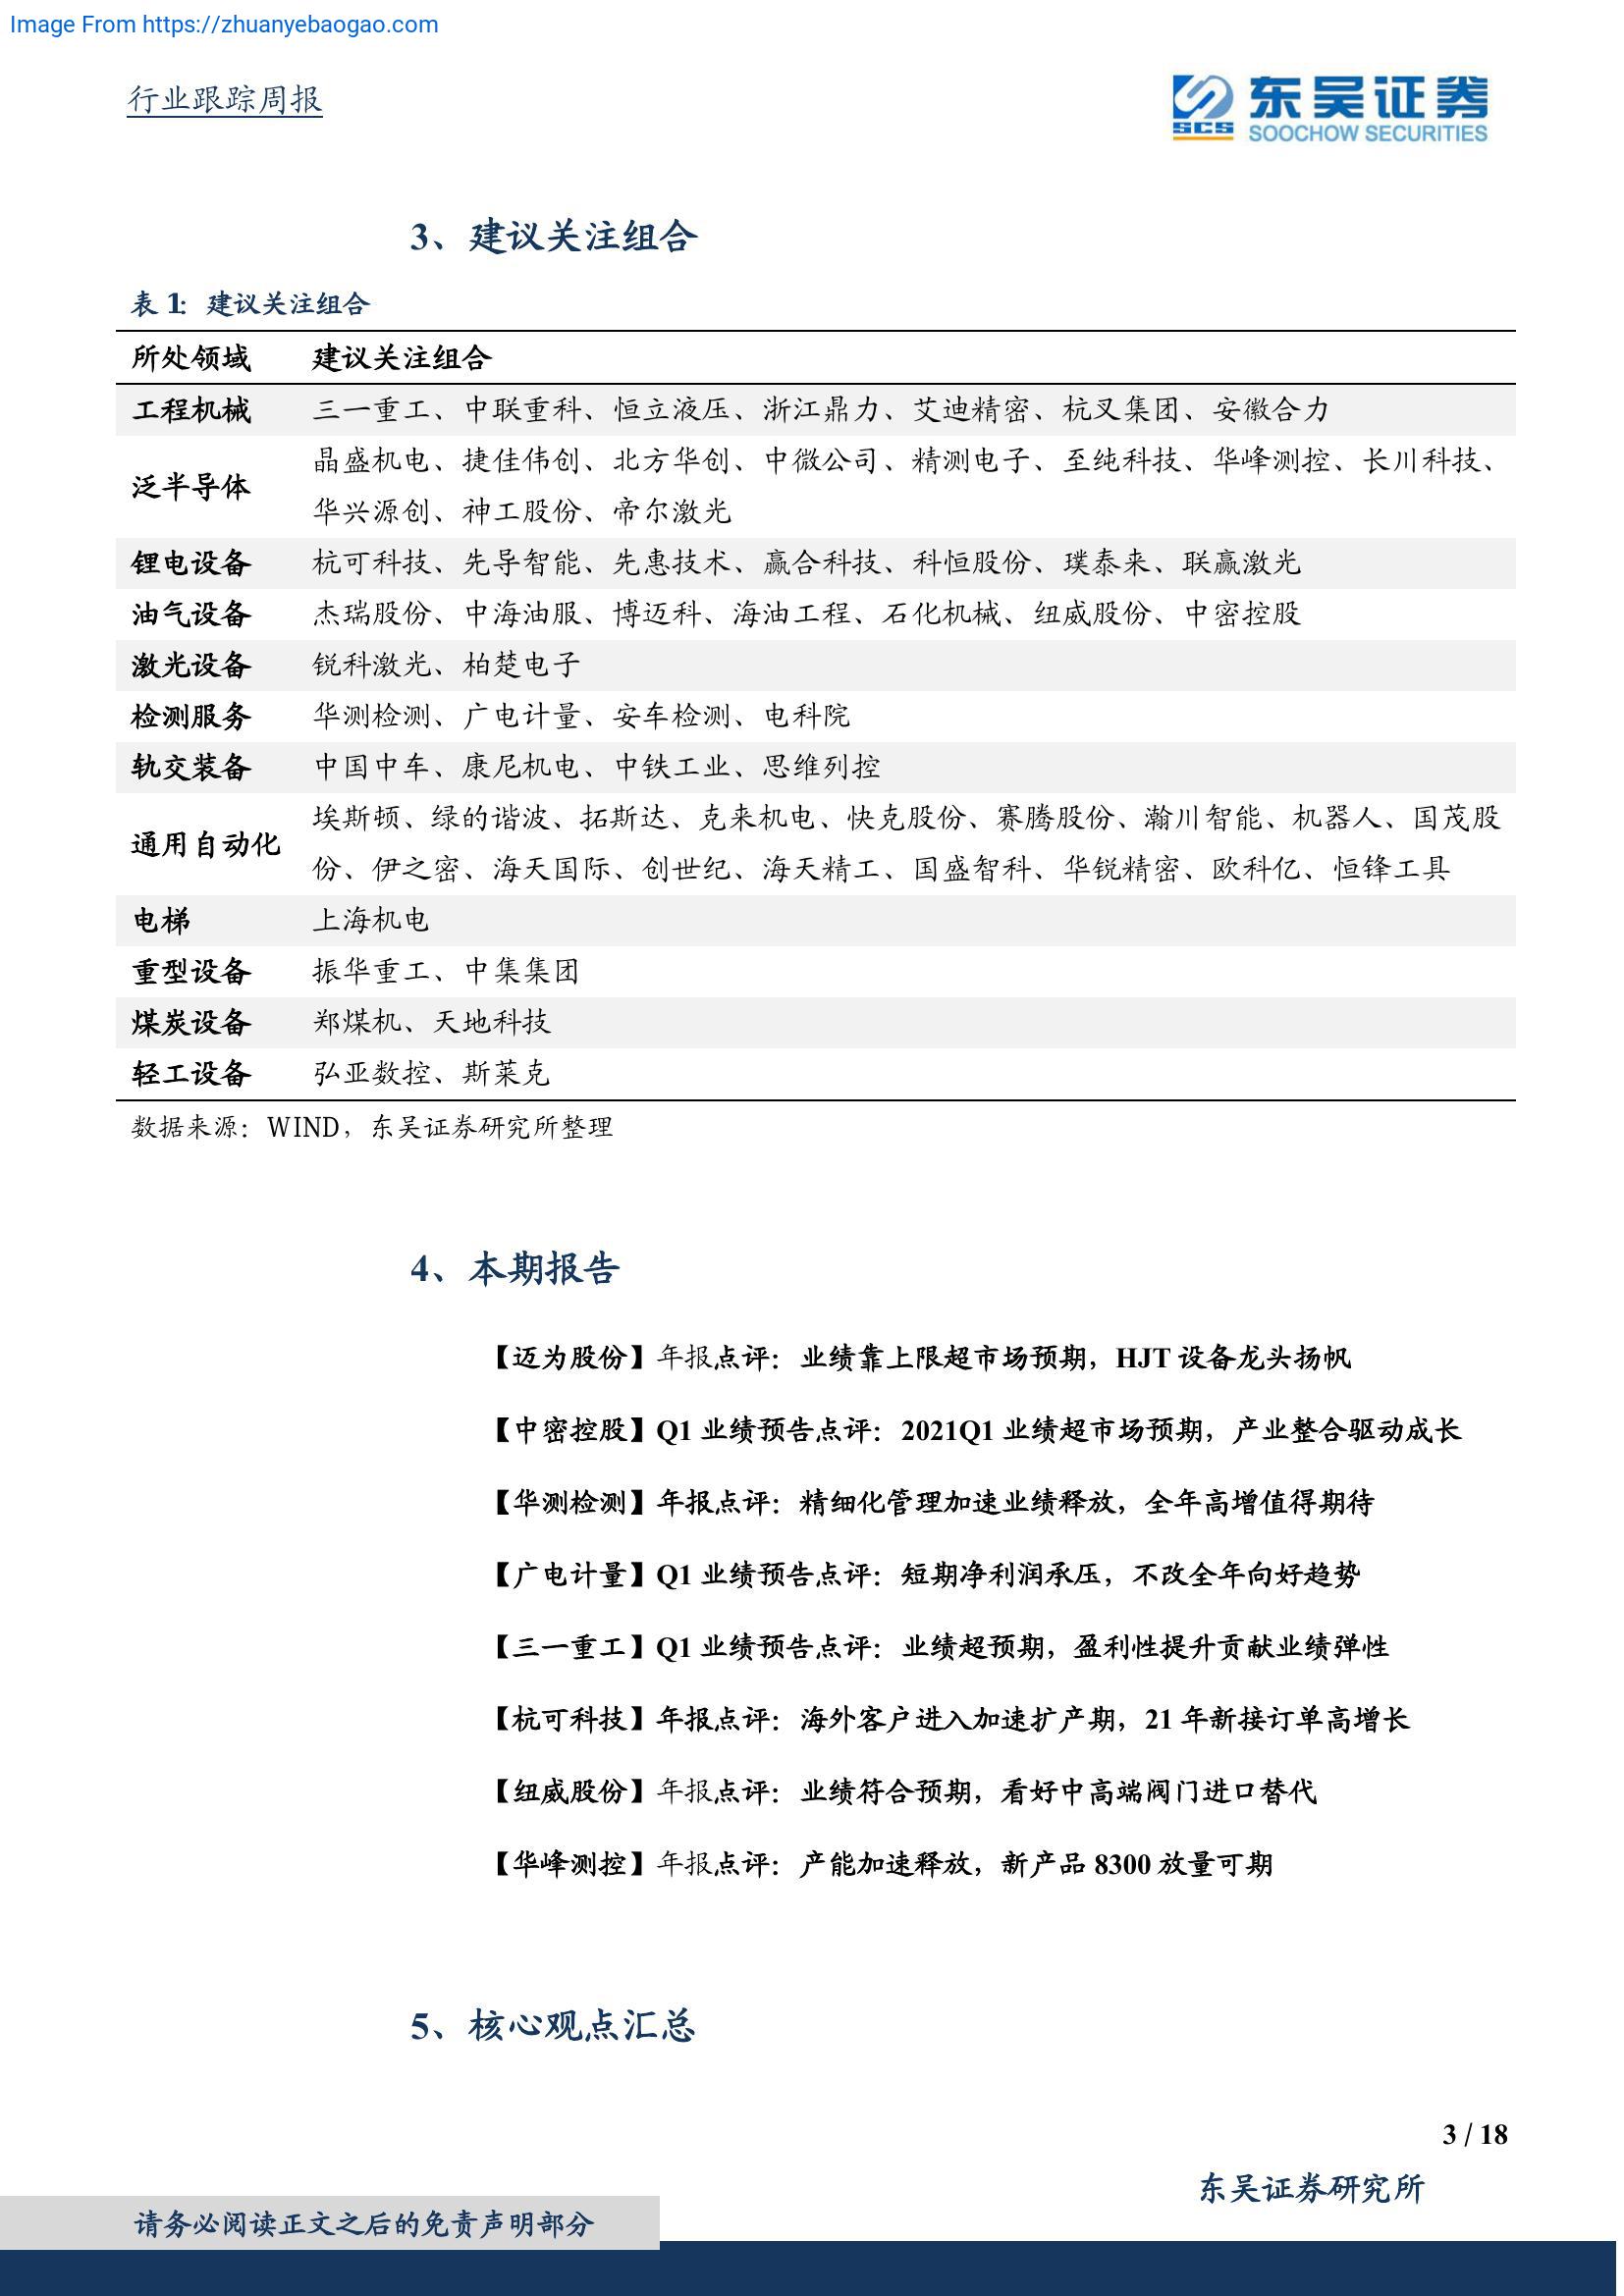 Image From https://zhuanyebaogao.com
行业跟踪周报
SCS 东吴证券
SOOCHOW SECURITIES
3、建议关注组合
表 1: 建议关注组合
所处领域 建议关注组合
工程机械 三一重工、中联重科、恒立液压、浙江鼎力、艾迪精密、杭叉集团、安徽合力
泛半导体 晶盛机电、捷佳伟创、北方华创、中微公司、精测电子、至纯科技、华峰测控、长川科技、
华兴源创、神工股份、帝尔激光
锂电设备 杭可科技、先导智能、先惠技术、赢合科技、科恒股份、璞泰来、联赢激光
油气设备 杰瑞股份、中海油服、博迈科、海油工程、石化机械、纽威股份、中密控股
激光设备 锐科激光、柏楚电子
检测服务 华测检测、广电计量、安车检测、电科院
轨交装备 中国中车、康尼机电、中铁工业、思维列控
通用自动化 埃斯顿、绿的谐波、拓斯达、克来机电、快克股份、赛腾股份、瀚川智能、机器人、国茂股
份、伊之密、海天国际、创世纪、海天精工、国盛智科、华锐精密、欧科亿、恒锋工具
电梯 上海机电
重型设备 振华重工、中集集团
煤炭设备 郑煤机、天地科技
轻工设备 弘亚数控、斯莱克
数据来源：WIND，东吴证券研究所整理
4、本期报告
【迈为股份】年报点评：业绩靠上限超市场预期，HJT 设备龙头扬帆
【中密控股】Q1 业绩预告点评：2021Q1 业绩超市场预期，产业整合驱动成长
【华测检测】年报点评：精细化管理加速业绩释放，全年高增值得期待
【广电计量】Q1 业绩预告点评：短期净利润承压，不改全年向好趋势
【三一重工】Q1 业绩预告点评：业绩超预期，盈利性提升贡献业绩弹性
【杭可科技】年报点评：海外客户进入加速扩产期，21 年新接订单高增长
【纽威股份】年报点评：业绩符合预期，看好中高端阀门进口替代
【华峰测控】年报点评：产能加速释放，新产品 8300 放量可期
5、核心观点汇总
3 / 18
东吴证券研究所
请务必阅读正文之后的免责声明部分